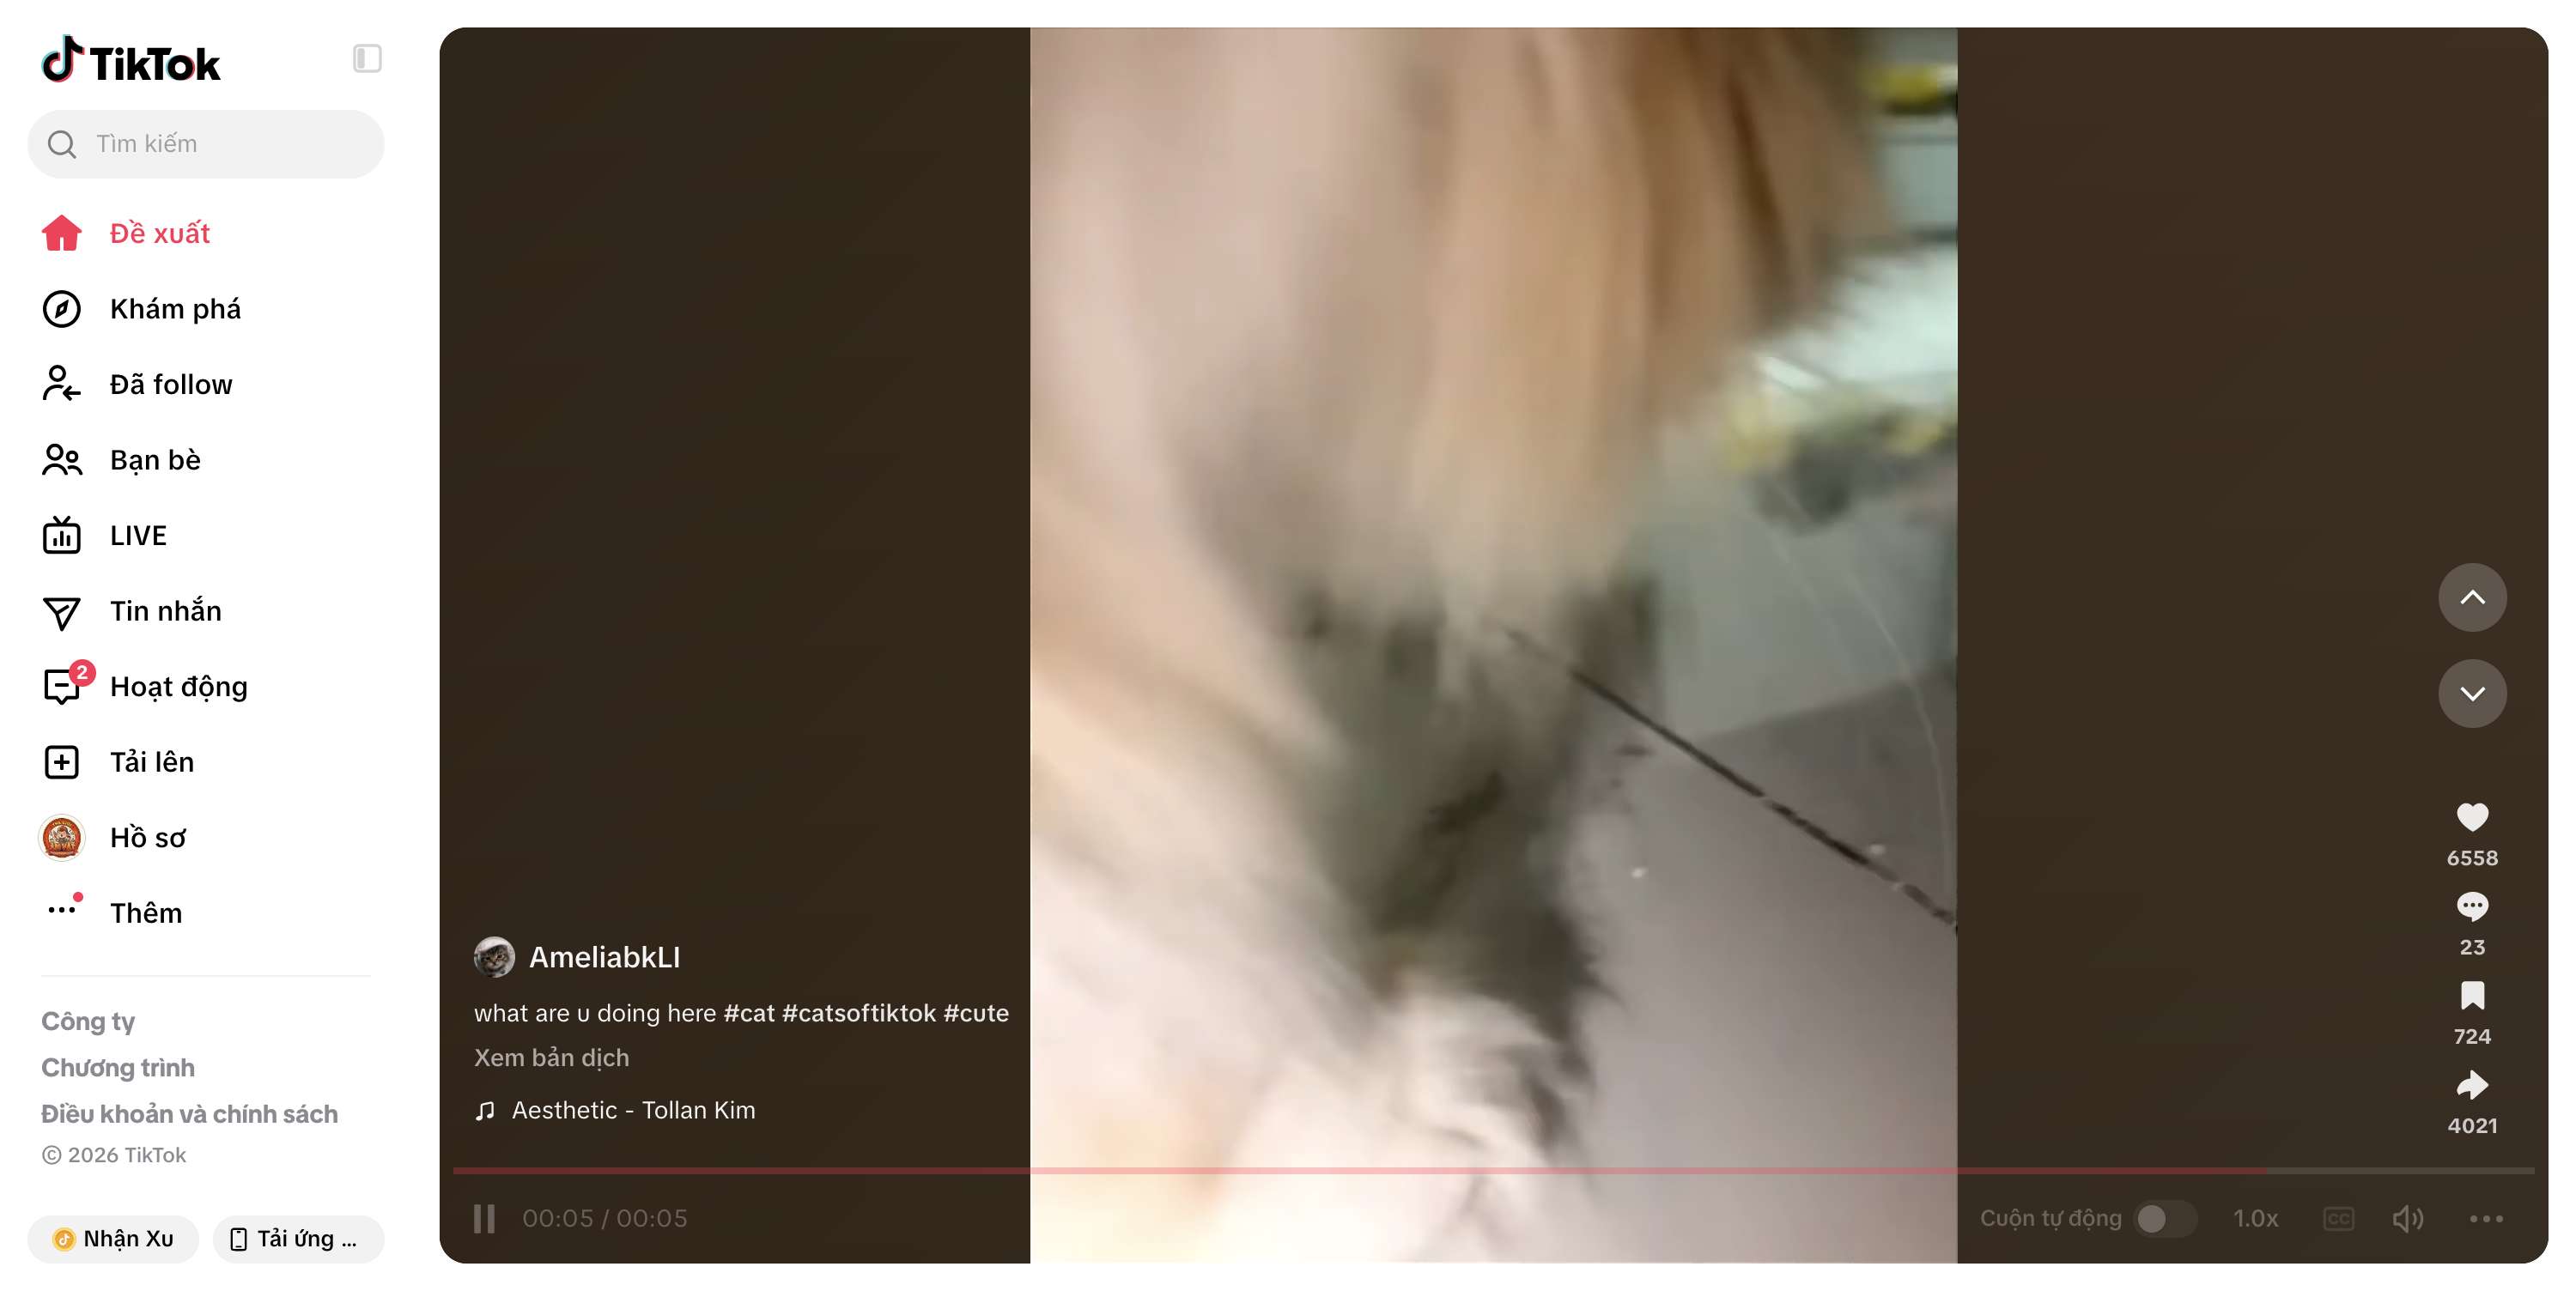 TikTok
Tìm kiếm
Đề xuất
Khám phá
Đã follow
Bạn bè
LIVE
Tin nhắn
2
Hoạt động
Tải lên
Hồ sơ
Thêm
Công ty
Chương trình
Điều khoản và chính sách
© 2026 TikTok
Nhận Xu
Tải ứng ...
AmeliabkLI
what are u doing here #cat #catsoftiktok #cute
Xem bản dịch
Aesthetic - Tollan Kim
00:05 / 00:05
6558
23
724
4021
Cuộn tự động
1.0x
CC